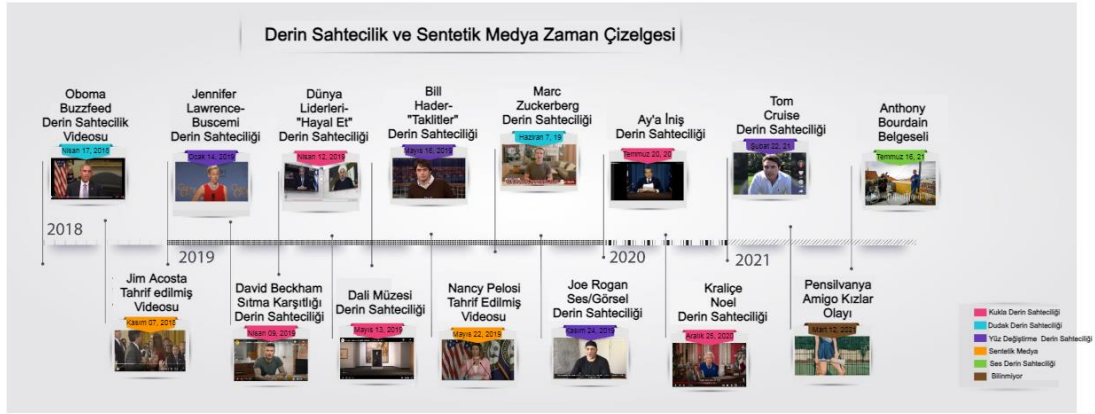 Derin Sahtecilik ve Sentetik Medya Zaman Çizelgesi
Oboma
Buzzfeed
Derin Sahtecilik
Videosu
Nisan 17, 2018
Jennifer
Lawrence-
Buscemi
Derin Sahteciliği
Ocak 14, 2019
Dünya
Liderleri-
"Hayal Et"
Derin Sahteciliği
Nisan 12, 2019
Bill
Hader-
"Taklitler"
Derin Sahteciliği
Mayıs 16, 2019
Marc
Zuckerberg
Derin Sahteciliği
Haziran 7, 19
Ay'a İniş
Derin Sahteciliği
Temmuz 20, 20
Tom
Cruise
Derin Sahteciliği
Şubat 22, 21
Anthony
Bourdain
Belgeseli
Temmuz 16, 21
2018
2019
2020
2021
Jim Acosta
Tahrif edilmiş
Videosu
Kasım 07, 2018
David Beckham
Sıtma Karşıtlığı
Derin Sahteciliği
Nisan 09, 2019
Dali Müzesi
Derin Sahteciliği
Mayıs 13, 2019
Nancy Pelosi
Tahrif Edilmiş
Videosu
Mayıs 22, 2019
Joe Rogan
Ses/Görsel
Derin Sahteciliği
Kasım 24, 2019
Kraliçe
Noel
Derin Sahteciliği
Aralık 25, 2020
Pensilvanya
Amigo Kızlar
Olayı
Mart 12, 2021
Kukla Derin Sahteciliği
Dudak Derin Sahteciliği
Yüz Değiştirme Derin Sahteciliği
Sentetik Medya
Ses Derin Sahteciliği
Bilinmiyor